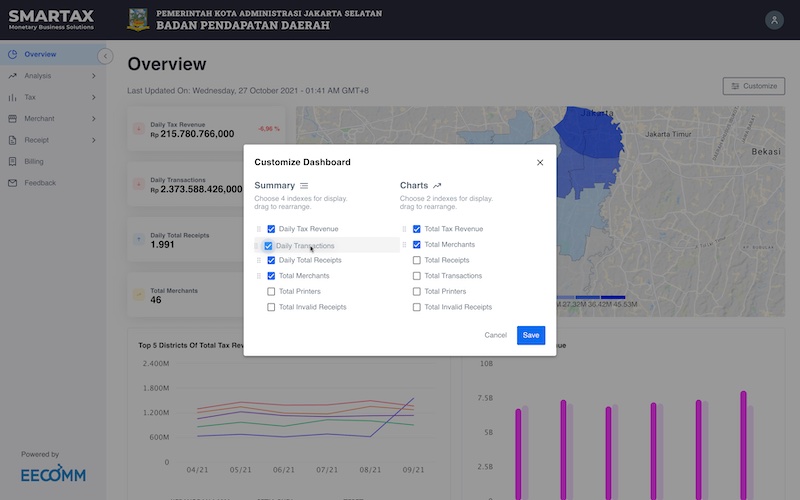 SMARTAX
Monetary Business Solutions
PEMERINTAH KOTA ADMINISTRASI JAKARTA SELATAN
BADAN PENDAPATAN DAERAH
Overview
Analysis
Tax
Merchant
Receipt
Billing
Feedback
Powered by
EECOMM
Overview
Last Updated On: Wednesday, 27 October 2021 - 01:41 AM GMT+8
Customize
Daily Tax Revenue
Rp 215.780.766,000
-6,96 %
Daily Transactions
Rp 2.373.588.426,000
Daily Total Receipts
1.991
Total Merchants
46
Jakarta
Jakarta Timur
Bekasi
27.32M 36.42M 45.53M
Customize Dashboard
Summary
Choose 4 indexes for display,
drag to rearrange.
Daily Tax Revenue
Daily Transactions
Daily Total Receipts
Total Merchants
Total Printers
Total Invalid Receipts
Charts
Choose 2 indexes for display,
drag to rearrange.
Total Tax Revenue
Total Merchants
Total Receipts
Total Transactions
Total Printers
Total Invalid Receipts
Cancel
Save
Top 5 Districts Of Total Tax
2.400M
1.800M
1.200M
600M
0
04/21 05/21 06/21 07/21 08/21 09/21
10B
7.5B
5B
2.5B